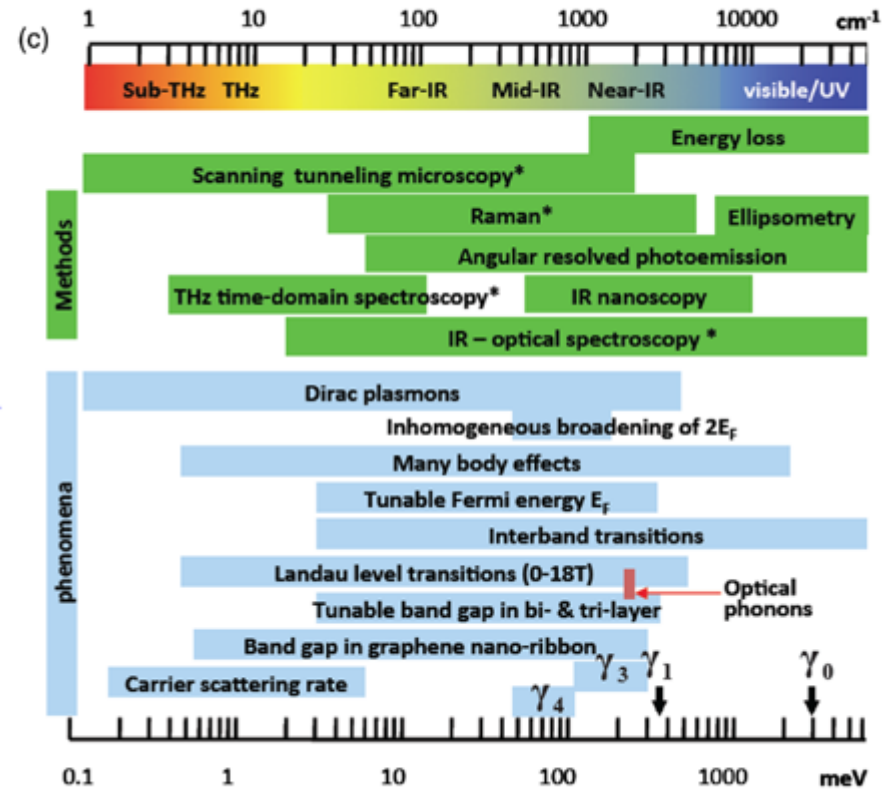 (c)
1 10 100 1000 10000 cm-1
Sub-THz THz Far-IR Mid-IR Near-IR visible/UV
Methods
Energy loss
Scanning tunneling microscopy*
Raman* Ellipsometry
Angular resolved photoemission
THz time-domain spectroscopy* IR nanoscopy
IR – optical spectroscopy *
phenomena
Dirac plasmons
Inhomogeneous broadening of 2EF
Many body effects
Tunable Fermi energy EF
Interband transitions
Landau level transitions (0-18T)
Optical
phonons
Tunable band gap in bi- & tri-layer
Band gap in graphene nano-ribbon
γ3 γ1 γ0
Carrier scattering rate
γ4
0.1 1 10 100 1000 meV